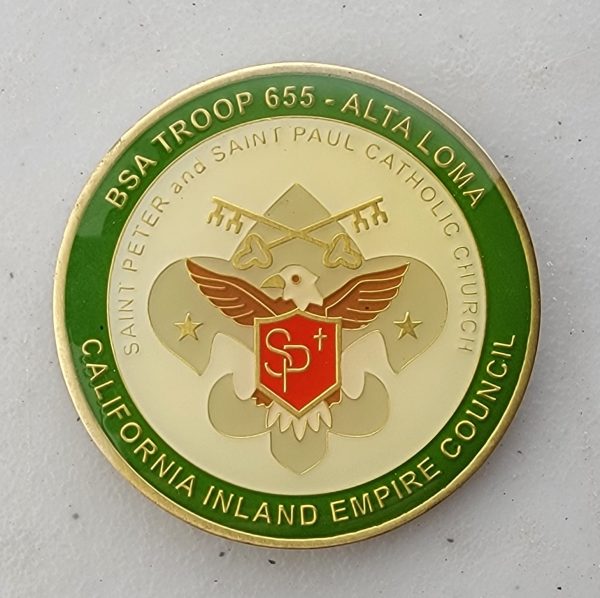 BSA TROOP 655 - ALTA LOMA
SAINT PETER and SAINT PAUL CATHOLIC CHURCH
SP
CALIFORNIA INLAND EMPIRE COUNCIL